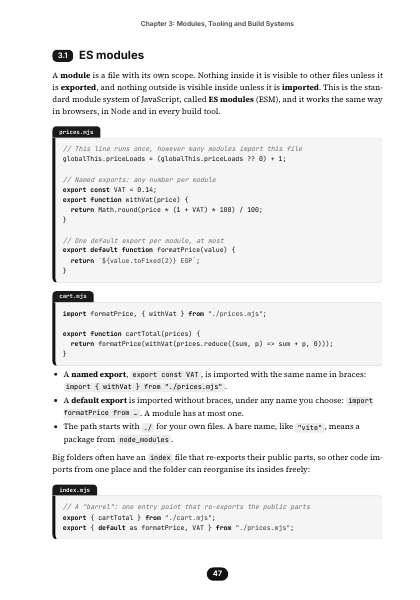 Chapter 3: Modules, Tooling and Build Systems
3.1 ES modules
A module is a file with its own scope. Nothing inside it is visible to other files unless it
is exported, and nothing outside is visible inside unless it is imported. This is the stan-
dard module system of JavaScript, called ES modules (ESM), and it works the same way
in browsers, in Node and in every build tool.
prices.mjs
// This line runs once, however many modules import this file
globalThis.priceLoads = (globalThis.priceLoads ?? 0) + 1;
// Named exports: any number per module
export const VAT = 0.14;
export function withVat(price) {
  return Math.round(price * (1 + VAT) * 100) / 100;
}
// One default export per module, at most
export default function formatPrice(value) {
  return `${value.toFixed(2)} EGP`;
}
cart.mjs
import formatPrice, { withVat } from "./prices.mjs";
export function cartTotal(prices) {
  return formatPrice(withVat(prices.reduce((sum, p) => sum + p, 0)));
}
• A named export, export const VAT, is imported with the same name in braces:
import { withVat } from "./prices.mjs".
• A default export is imported without braces, under any name you choose: import
formatPrice from …. A module has at most one.
• The path starts with ./ for your own files. A bare name, like "vite", means a
package from node_modules.
Big folders often have an index file that re-exports their public parts, so other code im-
ports from one place and the folder can reorganise its insides freely:
index.mjs
// A "barrel": one entry point that re-exports the public parts
export { cartTotal } from "./cart.mjs";
export { default as formatPrice, VAT } from "./prices.mjs";
47